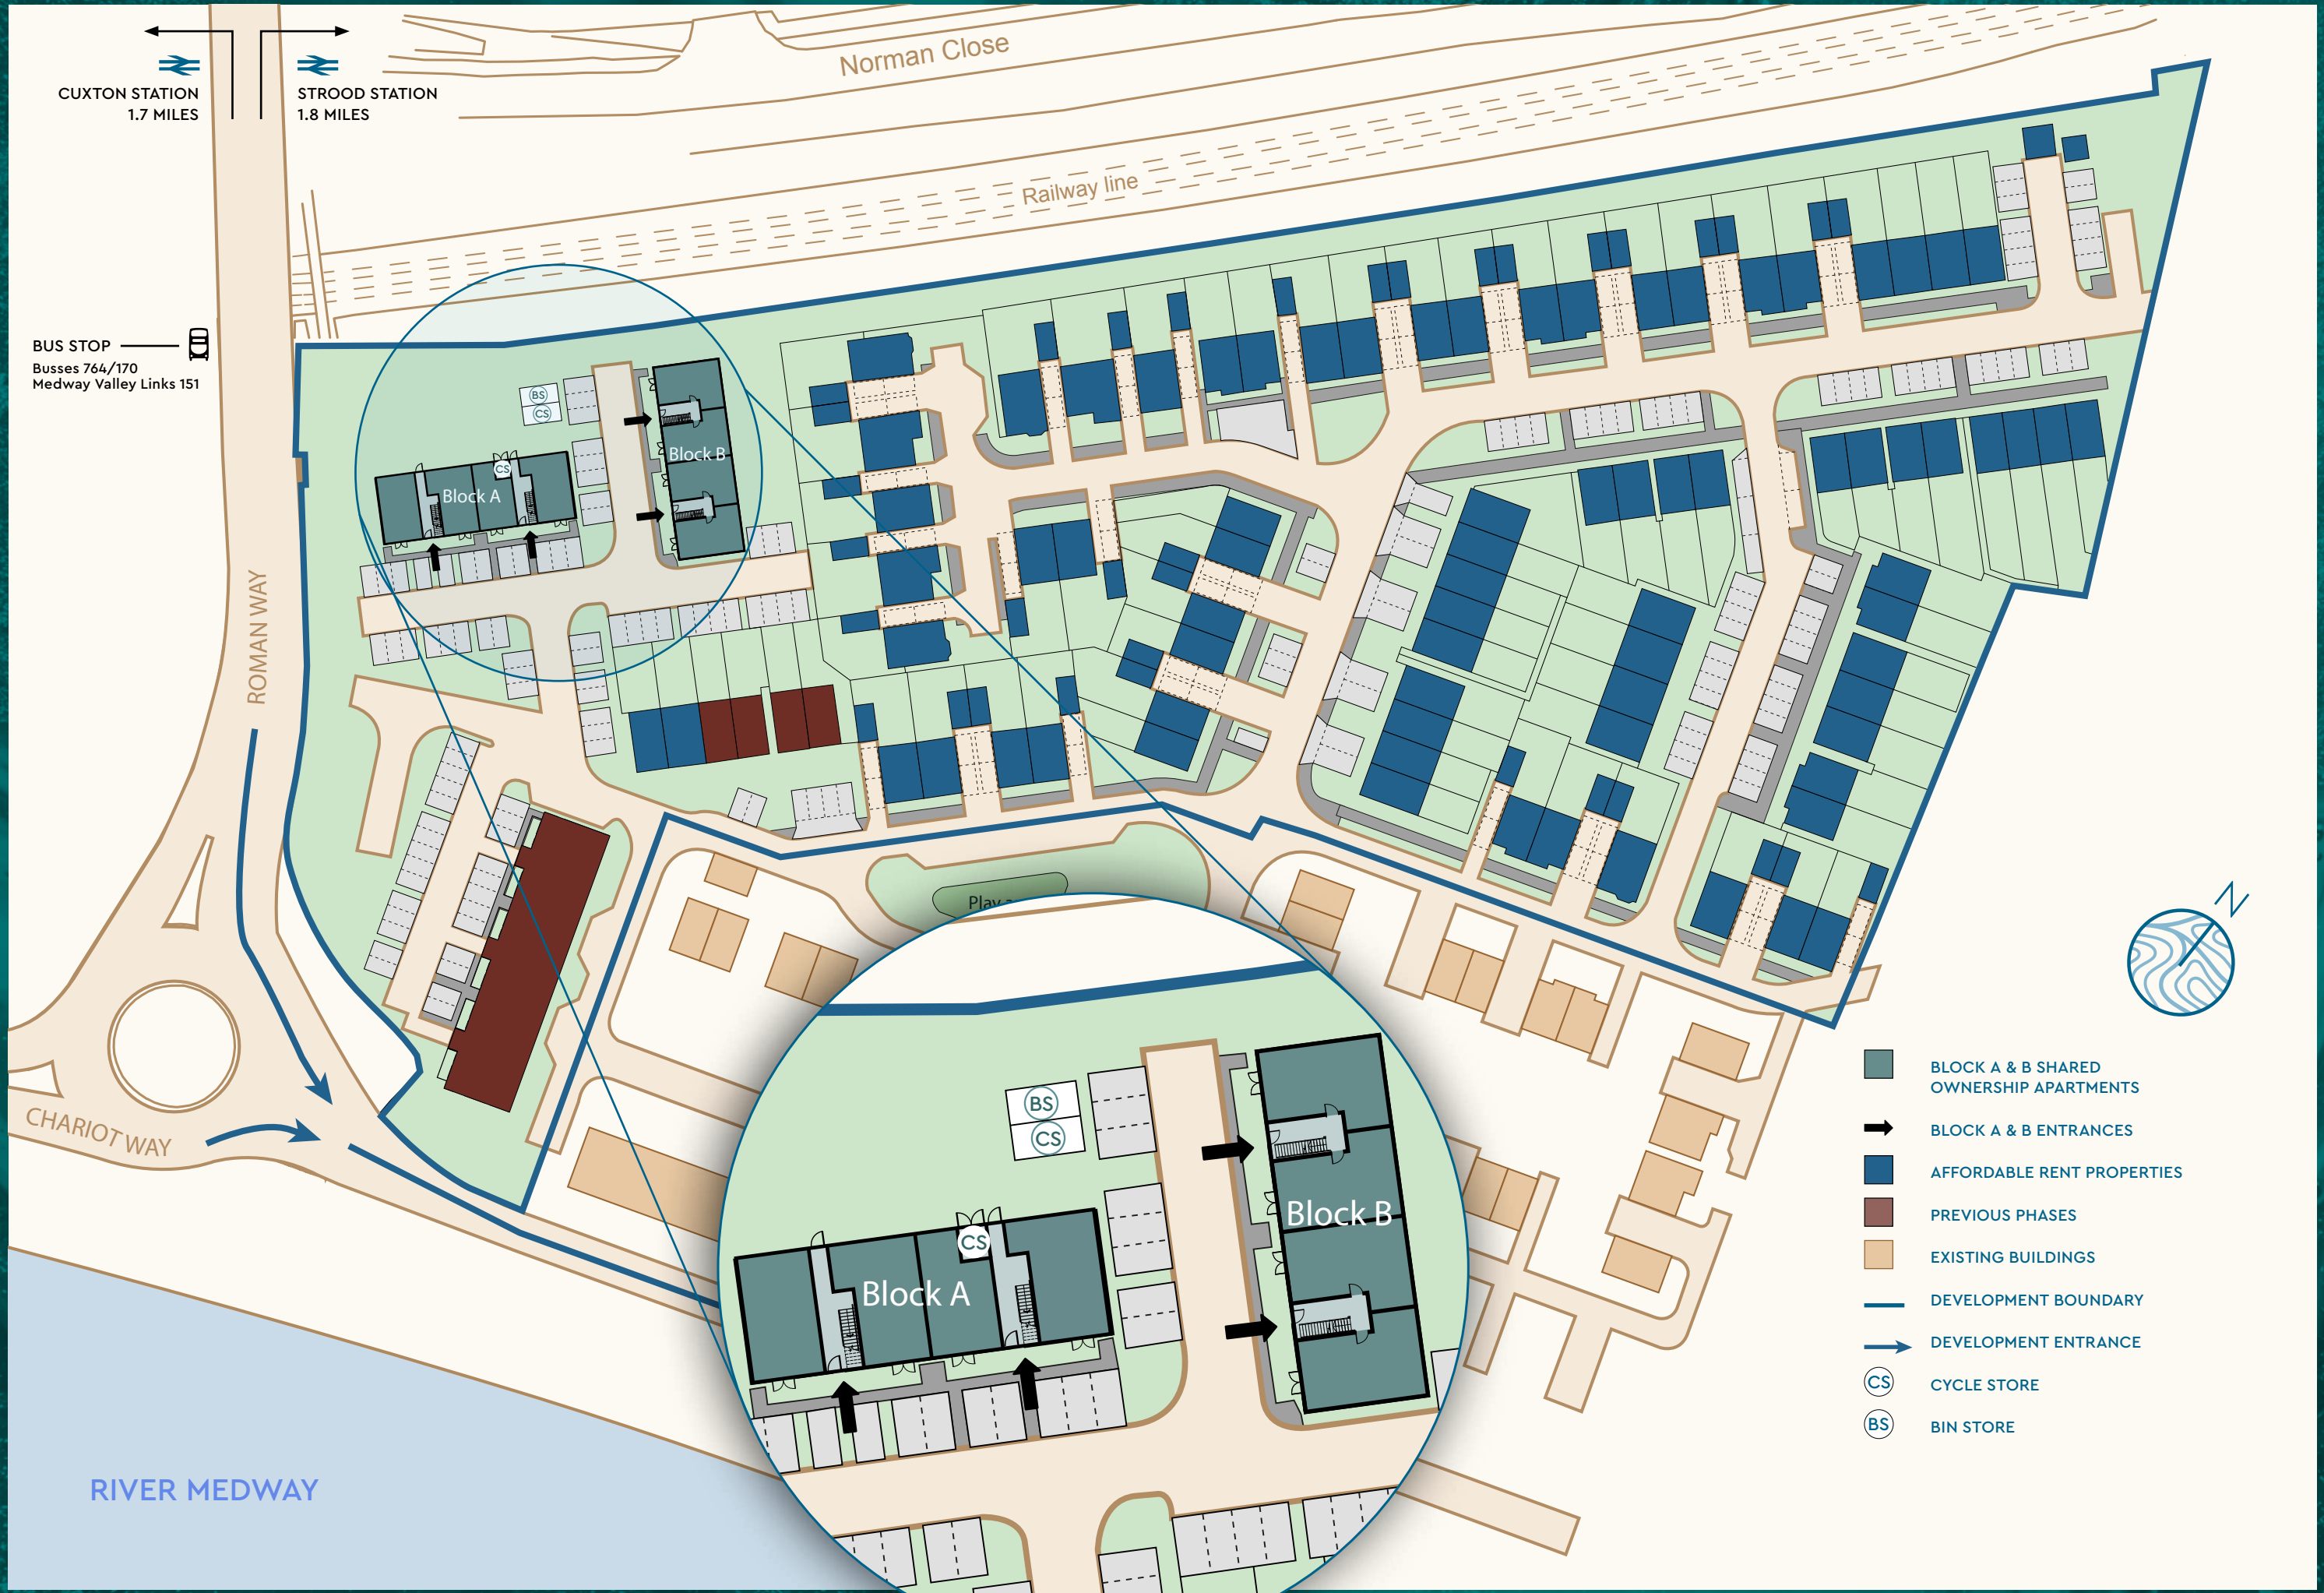 CUXTON STATION
1.7 MILES
STROOD STATION
1.8 MILES
Norman Close
Railway line
BUS STOP
Busses 764/170
Medway Valley Links 151
BS
CS
CS
Block A
Block B
ROMAN WAY
CHARIOT WAY
RIVER MEDWAY
Play
BS
CS
CS
Block A
Block B
N
BLOCK A & B SHARED
OWNERSHIP APARTMENTS
BLOCK A & B ENTRANCES
AFFORDABLE RENT PROPERTIES
PREVIOUS PHASES
EXISTING BUILDINGS
DEVELOPMENT BOUNDARY
DEVELOPMENT ENTRANCE
CS
CYCLE STORE
BS
BIN STORE